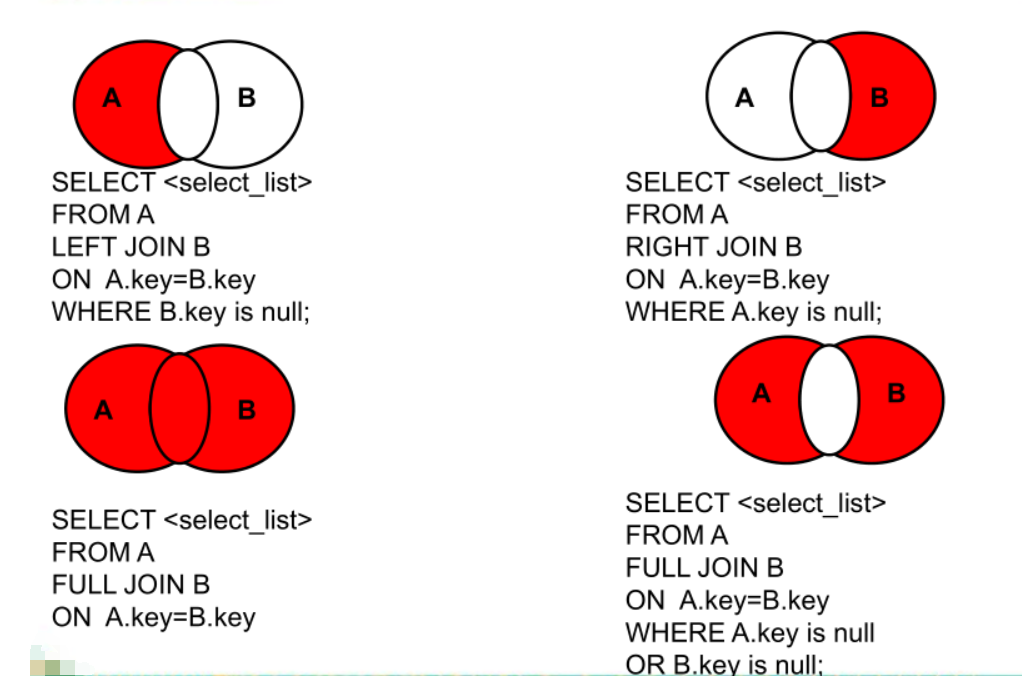 A B
SELECT <select_list>
FROM A
LEFT JOIN B
ON A.key=B.key
WHERE B.key is null;
A B
SELECT <select_list>
FROM A
RIGHT JOIN B
ON A.key=B.key
WHERE A.key is null;
A B
SELECT <select_list>
FROM A
FULL JOIN B
ON A.key=B.key
A B
SELECT <select_list>
FROM A
FULL JOIN B
ON A.key=B.key
WHERE A.key is null
OR B.key is null;